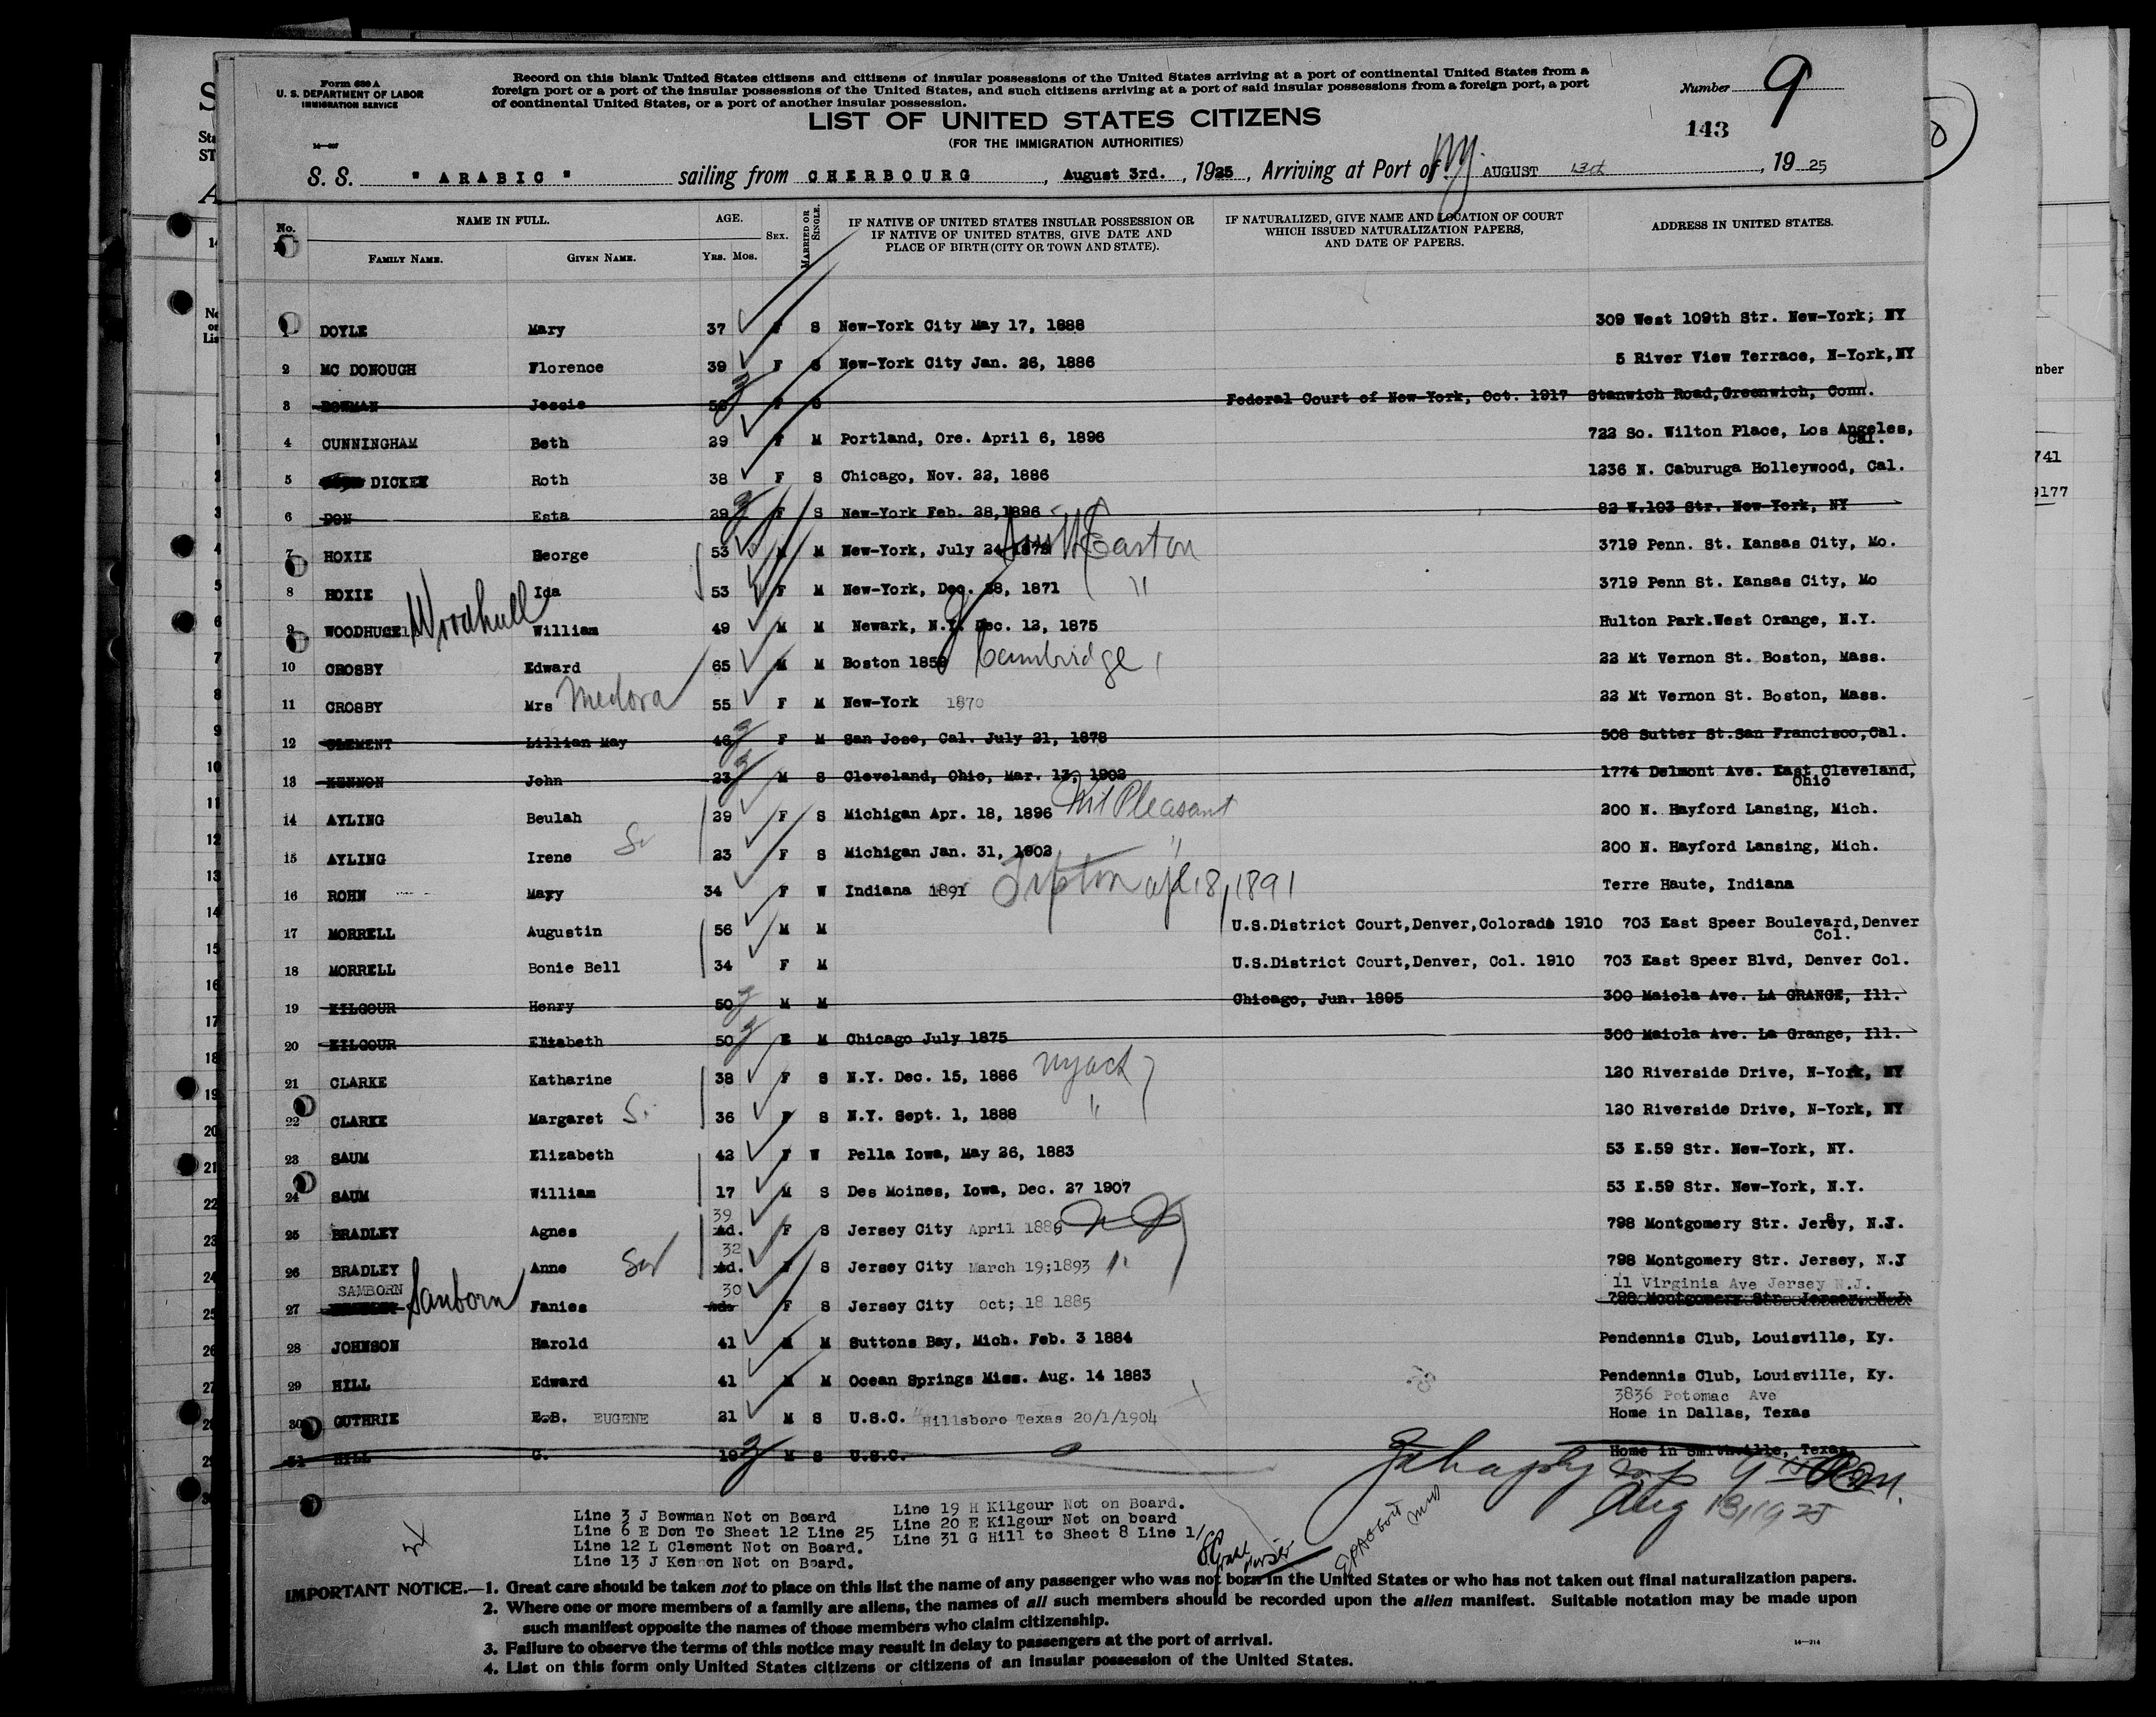 Form 630 A
U. S. DEPARTMENT OF LABOR
IMMIGRATION SERVICE
Record on this blank United States citizens and citizens of insular possessions of the United States arriving at a port of continental United States from a
foreign port or a port of the insular possessions of the United States, and such citizens arriving at a port of said insular possessions from a foreign port, a port
of continental United States, or a port of another insular possession.
Number 9
143
LIST OF UNITED STATES CITIZENS
(FOR THE IMMIGRATION AUTHORITIES)
S. S. " ARABIC " sailing from CHERBOURG, August 3rd., 1925, Arriving at Port of NY AUGUST 13th, 19 25
No. NAME IN FULL. AGE. SEX. MARRIED OR SINGLE. IF NATIVE OF UNITED STATES INSULAR POSSESSION OR IF NATIVE OF UNITED STATES, GIVE DATE AND PLACE OF BIRTH (CITY OR TOWN AND STATE). IF NATURALIZED, GIVE NAME AND LOCATION OF COURT WHICH ISSUED NATURALIZATION PAPERS, AND DATE OF PAPERS. ADDRESS IN UNITED STATES.
FAMILY NAME. GIVEN NAME. YRS. MOS.
1 DOYLE Mary 37 F S New-York City May 17, 1888 309 West 109th Str. New-York; NY
2 MC DONOUGH Florence 39 F S New-York City Jan. 26, 1886 5 River View Terrace, N-York,NY
3 BOWMAN Jessie 50 F S Federal Court of New-York, Oct. 1917 Stanwich Road,Greenwich, Conn.
4 CUNNINGHAM Beth 29 F M Portland, Ore. April 6, 1896 722 So. Wilton Place, Los Angeles, Cal.
5 DICKEY Roth 38 F S Chicago, Nov. 22, 1886 1236 N. Caburuga Holleywood, Cal.
6 DON Esta 29 F S New-York Feb. 28,1896 82 W.103 Str. New-York, NY
7 HOXIE George 53 M M New-York, July 24 1872 Easton 3719 Penn. St. Kansas City, Mo.
8 HOXIE Ida 53 F M New-York, Dec. 28, 1871 " 3719 Penn St. Kansas City, Mo
9 WOODHUCEL Woodhull William 49 M M Newark, N.J. Dec. 12, 1875 Hulton Park.West Orange, N.Y.
10 CROSBY Edward 65 M M Boston 1859 Cambridge 22 Mt Vernon St. Boston, Mass.
11 CROSBY Mrs Medora 55 F M New-York 1870 22 Mt Vernon St. Boston, Mass.
12 CLEMENT Lillian May 46 F M San Jose, Cal. July 21, 1878 508 Sutter St.San Francisco,Cal.
13 KENNON John 23 M S Cleveland, Ohio, Mar. 13, 1902 1774 Delmont Ave. East Cleveland, Ohio
14 AYLING Beulah 29 F S Michigan Apr. 18, 1896 Mt Pleasant 200 N. Hayford Lansing, Mich.
15 AYLING Irene Si 23 F S Michigan Jan. 31, 1902 " 200 N. Hayford Lansing, Mich.
16 ROHN Mary 34 F W Indiana 1891 Tipton apl 8, 1891 Terre Haute, Indiana
17 MORRELL Augustin 56 M M U.S.District Court,Denver,Colorado 1910 703 East Speer Boulevard,Denver Col.
18 MORRELL Bonie Bell 34 F M U.S.District Court,Denver, Col. 1910 703 East Speer Blvd, Denver Col.
19 KILGOUR Henry 50 M M Chicago, Jun. 1895 300 Maiola Ave. LA GRANGE, Ill.
20 KILGOUR Elizabeth 50 F M Chicago July 1875 300 Maiola Ave. La Grange, Ill.
21 CLARKE Katharine 38 F S N.Y. Dec. 15, 1886 Nyack 120 Riverside Drive, N-York, NY
22 CLARKE Margaret Si 36 F S N.Y. Sept. 1, 1888 " 120 Riverside Drive, N-York, NY
23 SAUM Elizabeth 42 F W Pella Iowa, May 26, 1883 53 E.59 Str. New-York, NY.
24 SAUM William 17 M S Des Moines, Iowa, Dec. 27 1907 53 E.59 Str. New-York, N.Y.
25 BRADLEY Agnes 39 Ad. F S Jersey City April 1886 798 Montgomery Str. Jersey, N.J.
26 BRADLEY Anne 32 Ad. F S Jersey City March 19;1893 " 798 Montgomery Str. Jersey, N.J
27 SAMBORN Sanborn Fanies 30 Ads F S Jersey City Oct; 18 1885 11 Virginia Ave Jersey N.J. 798 Montgomery Str. Jersey, N.J.
28 JOHNSON Harold 41 M M Suttons Bay, Mich. Feb. 3 1884 Pendennis Club, Louisville, Ky.
29 HILL Edward 41 M M Ocean Springs Miss. Aug. 14 1883 Pendennis Club, Louisville, Ky.
30 GUTHRIE E.B. EUGENE 21 M S U.S.C. Hillsboro Texas 20/1/1904 3836 Potomac Ave Home in Dallas, Texas
31 HILL G. 19 M S U.S.C. Home in Smithville, Texas
Aug 13/1925
Line 3 J Bowman Not on Board
Line 6 E Don To Sheet 12 Line 25
Line 12 L Clement Not on Board.
Line 13 J Kennon Not on Board.
Line 19 H Kilgour Not on Board.
Line 20 E Kilgour Not on board
Line 31 G Hill to Sheet 8 Line 1
IMPORTANT NOTICE.—1. Great care should be taken not to place on this list the name of any passenger who was not born in the United States or who has not taken out final naturalization papers.
2. Where one or more members of a family are aliens, the names of all such members should be recorded upon the alien manifest. Suitable notation may be made upon
such manifest opposite the names of those members who claim citizenship.
3. Failure to observe the terms of this notice may result in delay to passengers at the port of arrival.
4. List on this form only United States citizens or citizens of an insular possession of the United States.
14—214